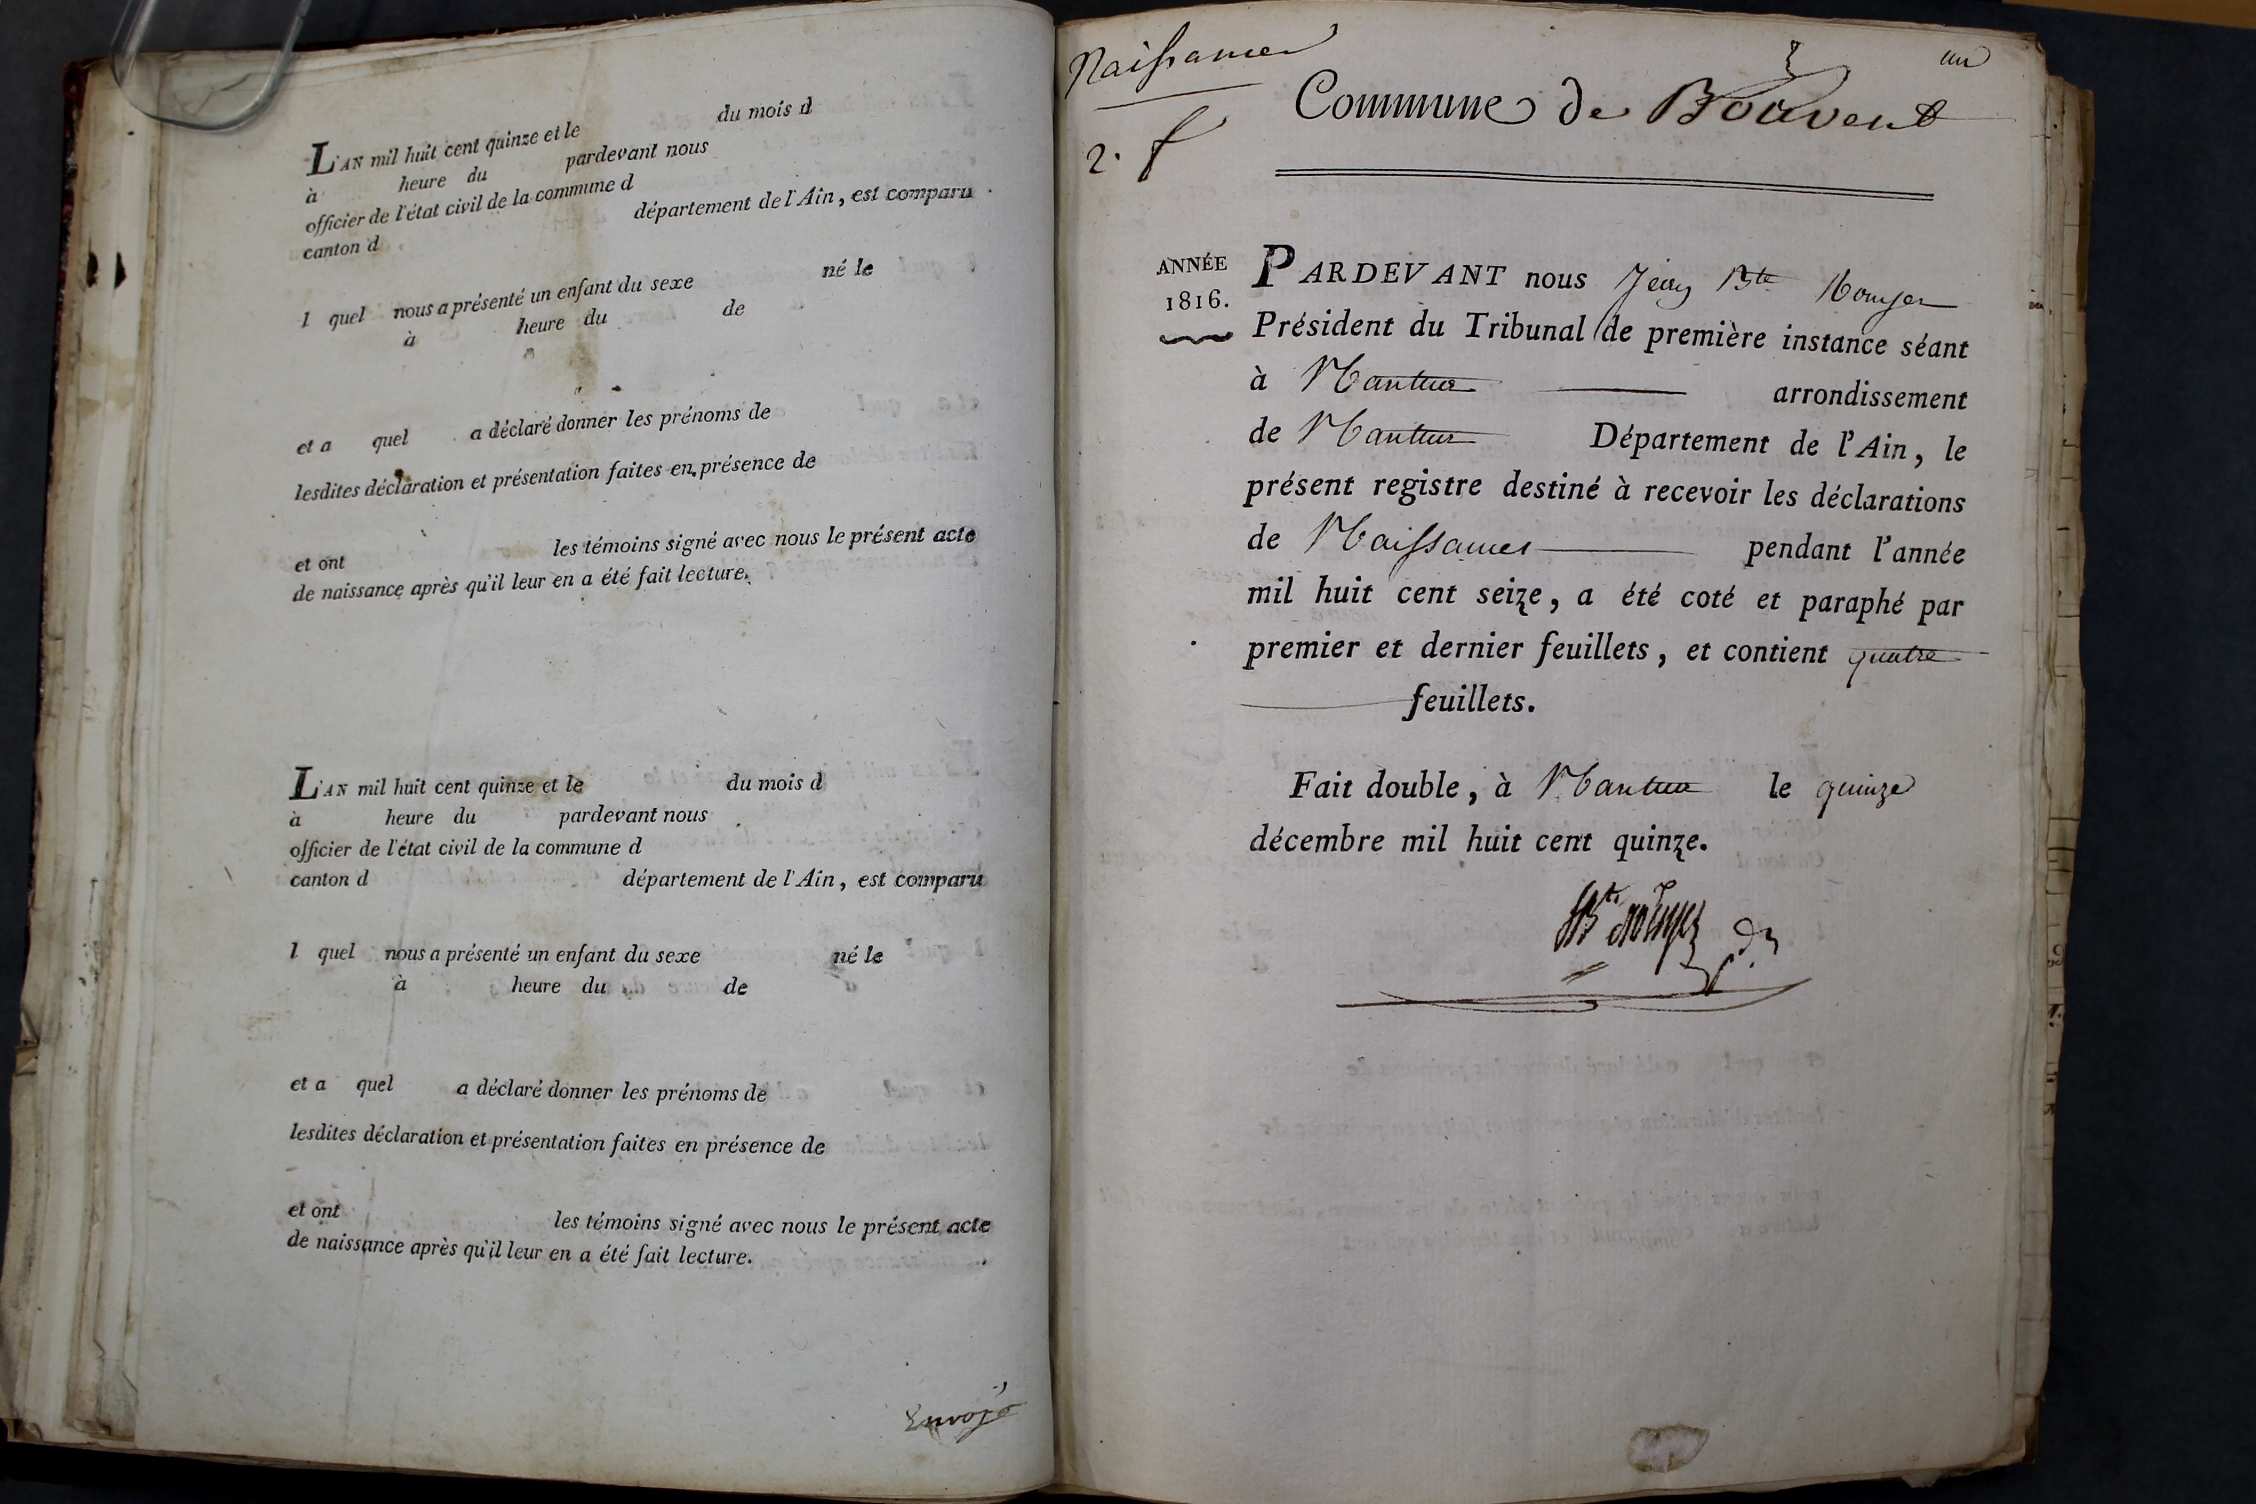 L'AN mil huit cent quinze et le du mois d
à heure du pardevant nous
officier de l'état civil de la commune d
canton d département de l'Ain, est comparu
l quel nous a présenté un enfant du sexe né le
à heure du de
et a quel a déclaré donner les prénoms de
lesdites déclaration et présentation faites en présence de
et ont les témoins signé avec nous le présent acte
de naissance après qu'il leur en a été fait lecture.
L'AN mil huit cent quinze et le du mois d
à heure du pardevant nous
officier de l'état civil de la commune d
canton d département de l'Ain, est comparu
l quel nous a présenté un enfant du sexe né le
à heure du de
et a quel a déclaré donner les prénoms de
lesdites déclaration et présentation faites en présence de
et ont les témoins signé avec nous le présent acte
de naissance après qu'il leur en a été fait lecture.
Naissances
2.
un
Commune de Bouvent
ANNÉE
1816.
PARDEVANT nous Jean Bte
Président du Tribunal de première instance séant
à Nantua arrondissement
de Nantua Département de l'Ain, le
présent registre destiné à recevoir les déclarations
de Naissances pendant l'année
mil huit cent seize, a été coté et paraphé par
premier et dernier feuillets, et contient quatre
feuillets.
Fait double, à Nantua le quinze
décembre mil huit cent quinze.